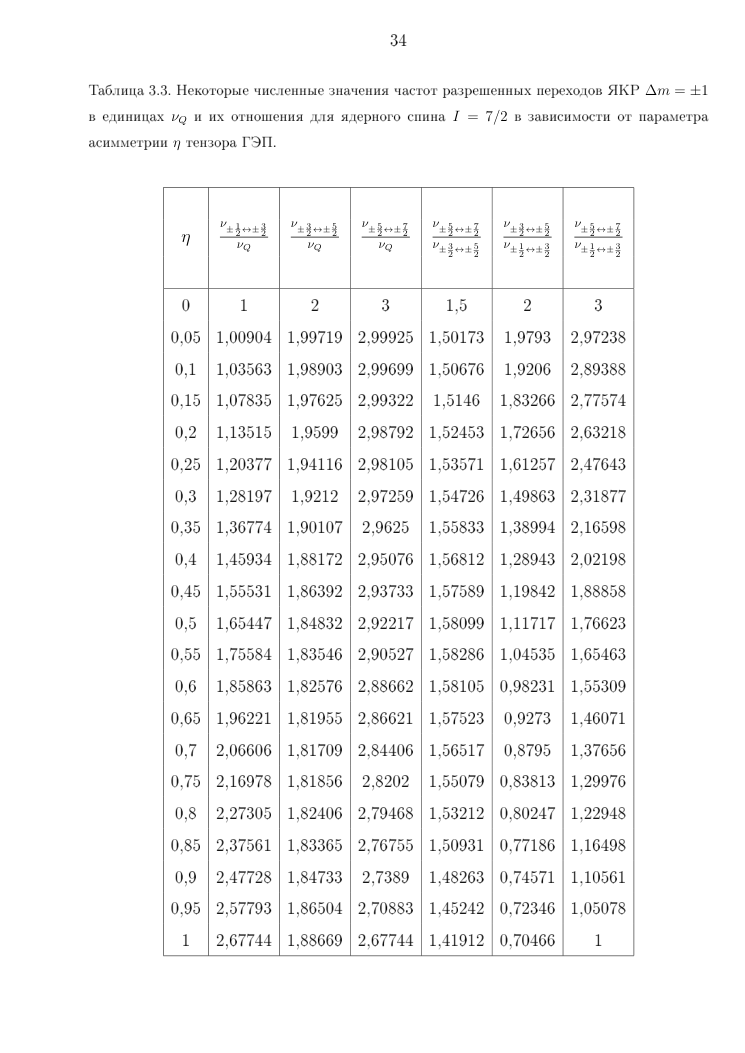 34
Таблица 3.3. Некоторые численные значения частот разрешенных переходов ЯКР Δm = ±1
в единицах ν_Q и их отношения для ядерного спина I = 7/2 в зависимости от параметра
асимметрии η тензора ГЭП.
η | ν_{±1/2↔±3/2}/ν_Q | ν_{±3/2↔±5/2}/ν_Q | ν_{±5/2↔±7/2}/ν_Q | ν_{±5/2↔±7/2}/ν_{±3/2↔±5/2} | ν_{±3/2↔±5/2}/ν_{±1/2↔±3/2} | ν_{±5/2↔±7/2}/ν_{±1/2↔±3/2}
0 1 2 3 1,5 2 3
0,05 1,00904 1,99719 2,99925 1,50173 1,9793 2,97238
0,1 1,03563 1,98903 2,99699 1,50676 1,9206 2,89388
0,15 1,07835 1,97625 2,99322 1,5146 1,83266 2,77574
0,2 1,13515 1,9599 2,98792 1,52453 1,72656 2,63218
0,25 1,20377 1,94116 2,98105 1,53571 1,61257 2,47643
0,3 1,28197 1,9212 2,97259 1,54726 1,49863 2,31877
0,35 1,36774 1,90107 2,9625 1,55833 1,38994 2,16598
0,4 1,45934 1,88172 2,95076 1,56812 1,28943 2,02198
0,45 1,55531 1,86392 2,93733 1,57589 1,19842 1,88858
0,5 1,65447 1,84832 2,92217 1,58099 1,11717 1,76623
0,55 1,75584 1,83546 2,90527 1,58286 1,04535 1,65463
0,6 1,85863 1,82576 2,88662 1,58105 0,98231 1,55309
0,65 1,96221 1,81955 2,86621 1,57523 0,9273 1,46071
0,7 2,06606 1,81709 2,84406 1,56517 0,8795 1,37656
0,75 2,16978 1,81856 2,8202 1,55079 0,83813 1,29976
0,8 2,27305 1,82406 2,79468 1,53212 0,80247 1,22948
0,85 2,37561 1,83365 2,76755 1,50931 0,77186 1,16498
0,9 2,47728 1,84733 2,7389 1,48263 0,74571 1,10561
0,95 2,57793 1,86504 2,70883 1,45242 0,72346 1,05078
1 2,67744 1,88669 2,67744 1,41912 0,70466 1